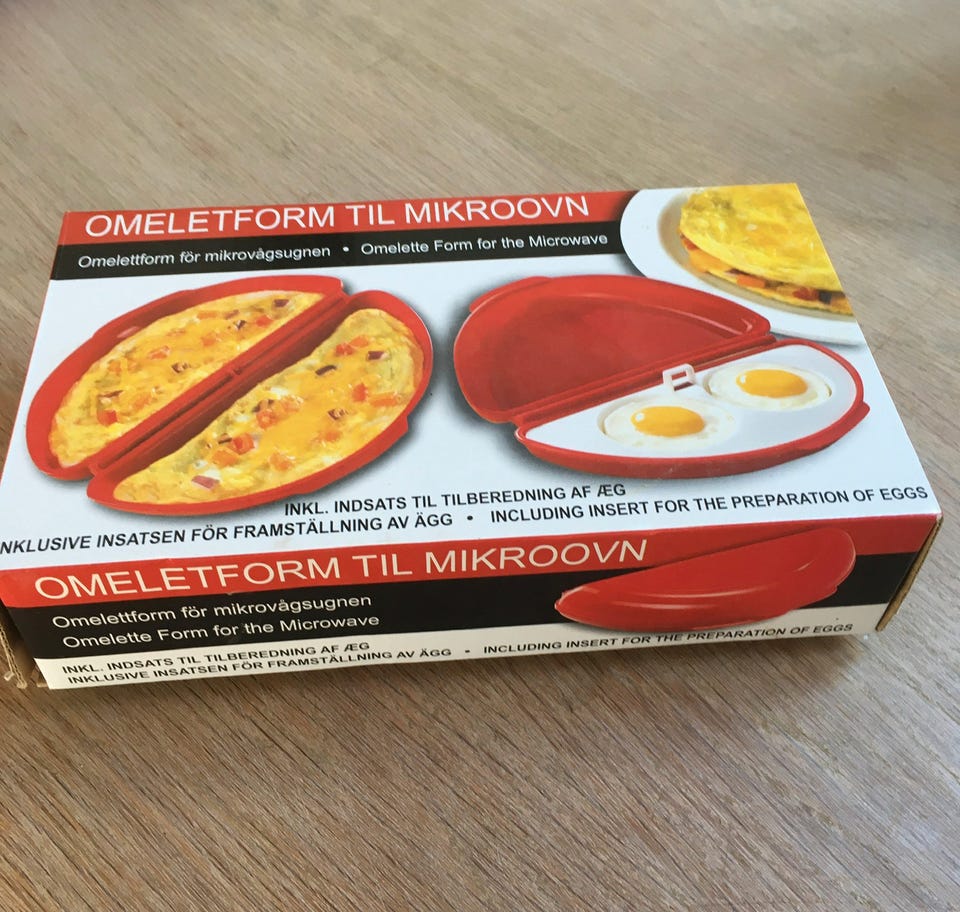 OMELETFORM TIL MIKROOVN
Omelettform för mikrovågsugnen • Omelette Form for the Microwave
INKL. INDSATS TIL TILBEREDNING AF ÆG
NKLUSIVE INSATSEN FÖR FRAMSTÄLLNING AV ÄGG • INCLUDING INSERT FOR THE PREPARATION OF EGGS
OMELETFORM TIL MIKROOVN
Omelettform för mikrovågsugnen
Omelette Form for the Microwave
INKL. INDSATS TIL TILBEREDNING AF ÆG
INKLUSIVE INSATSEN FÖR FRAMSTÄLLNING AV ÄGG • INCLUDING INSERT FOR THE PREPARATION OF EGGS